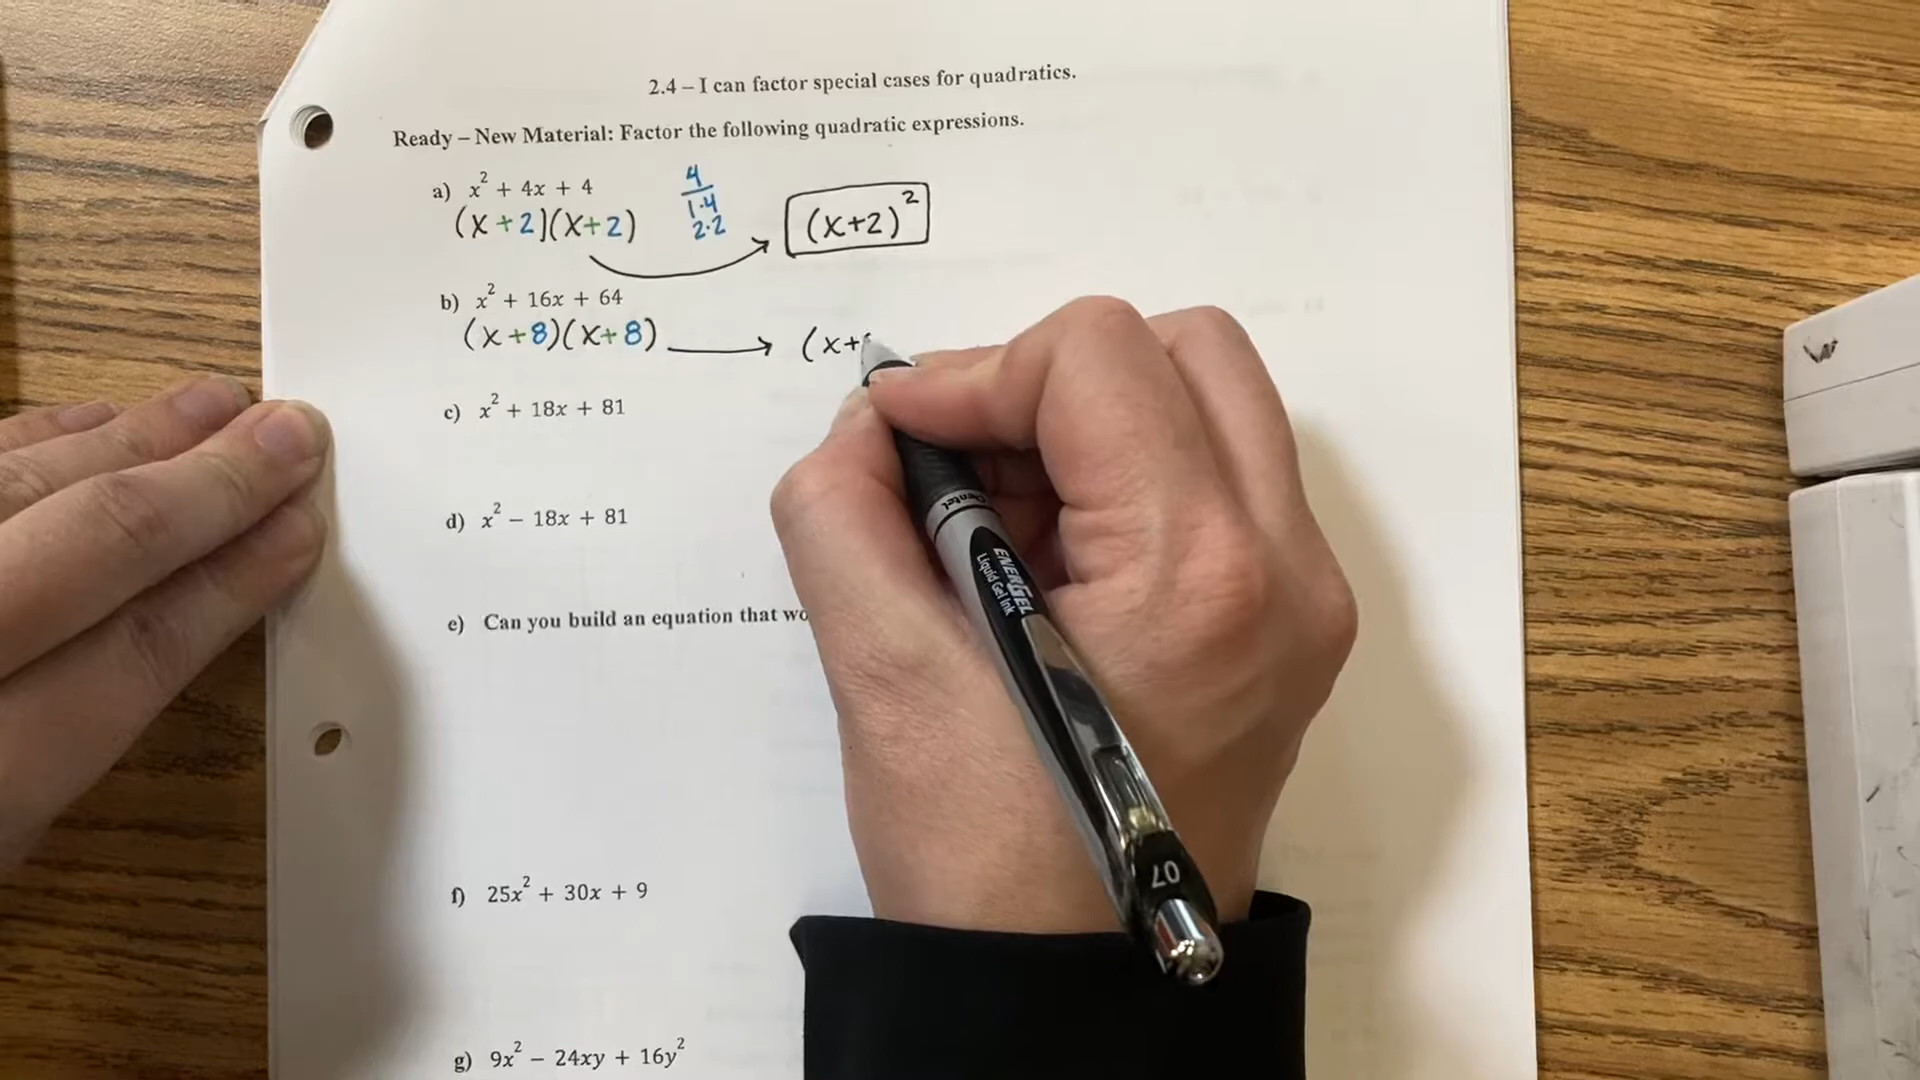 2.4 – I can factor special cases for quadratics.
Ready – New Material: Factor the following quadratic expressions.
a) x² + 4x + 4
(x+2)(x+2)
4
1·4
2·2
(x+2)²
b) x² + 16x + 64
(x+8)(x+8)
(x+
c) x² + 18x + 81
d) x² – 18x + 81
e) Can you build an equation that
f) 25x² + 30x + 9
g) 9x² – 24xy + 16y²
Pentel
ENERGEL
Liquid Gel Ink
07